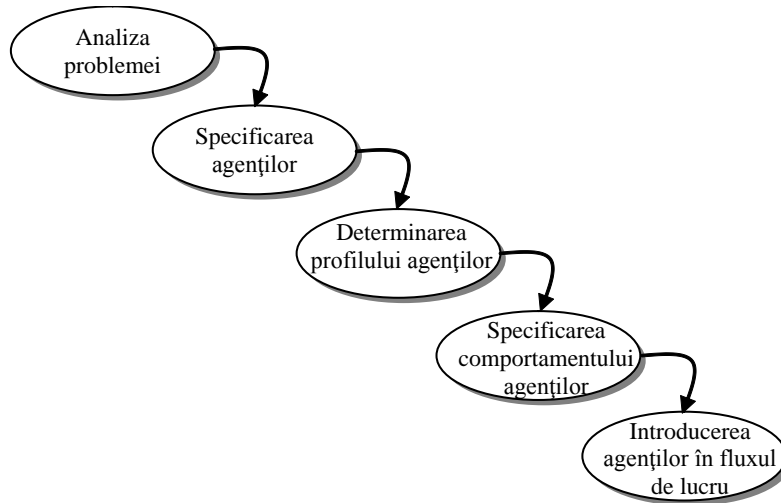 Analiza
problemei
Specificarea
agenţilor
Determinarea
profilului agenţilor
Specificarea
comportamentului
agenţilor
Introducerea
agenţilor în fluxul
de lucru